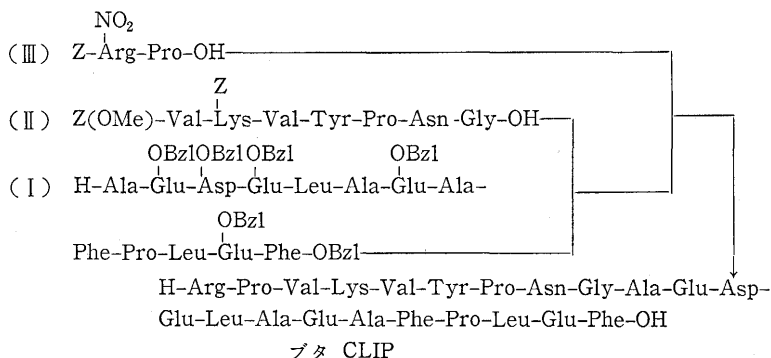 NO₂
(Ⅲ) Z-Arg-Pro-OH
Z
(Ⅱ) Z(OMe)-Val-Lys-Val-Tyr-Pro-Asn-Gly-OH
OBzl OBzl OBzl OBzl
(Ⅰ) H-Ala-Glu-Asp-Glu-Leu-Ala-Glu-Ala-
OBzl
Phe-Pro-Leu-Glu-Phe-OBzl
H-Arg-Pro-Val-Lys-Val-Tyr-Pro-Asn-Gly-Ala-Glu-Asp-
Glu-Leu-Ala-Glu-Ala-Phe-Pro-Leu-Glu-Phe-OH
ブタ CLIP